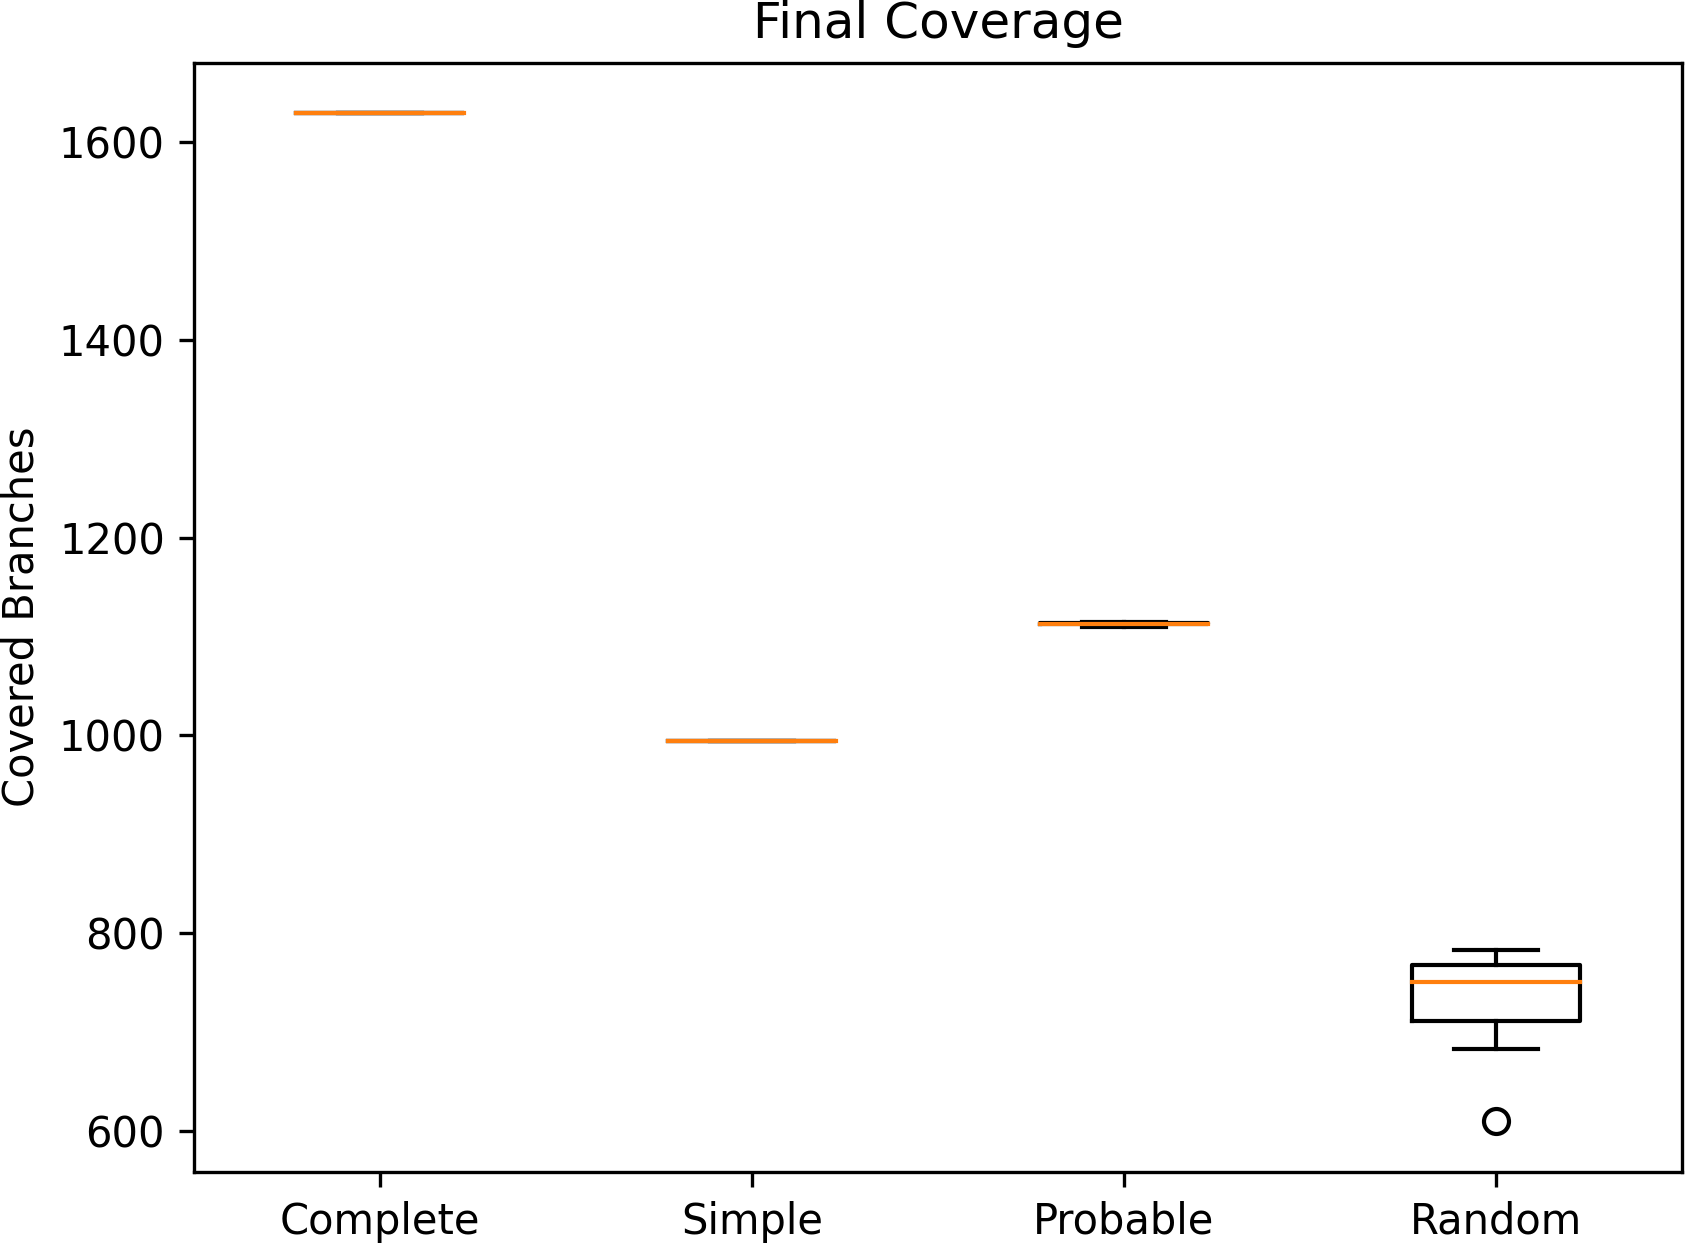 Final Coverage
Covered Branches
1600
1400
1200
1000
800
600
Complete
Simple
Probable
Random